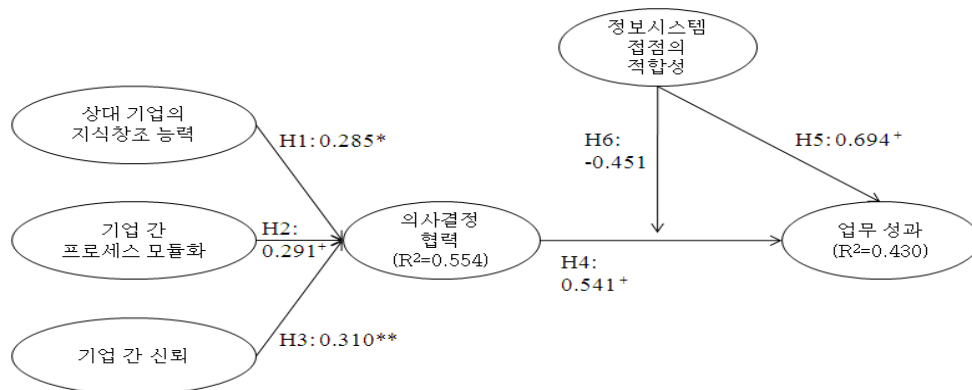 정보시스템
접점의
적합성
상대 기업의
지식창조 능력
H1: 0.285*
H6:
-0.451
H5: 0.694⁺
기업 간
프로세스 모듈화
H2:
0.291⁺
의사결정
협력
(R²=0.554)
H4:
0.541⁺
업무 성과
(R²=0.430)
기업 간 신뢰
H3: 0.310**